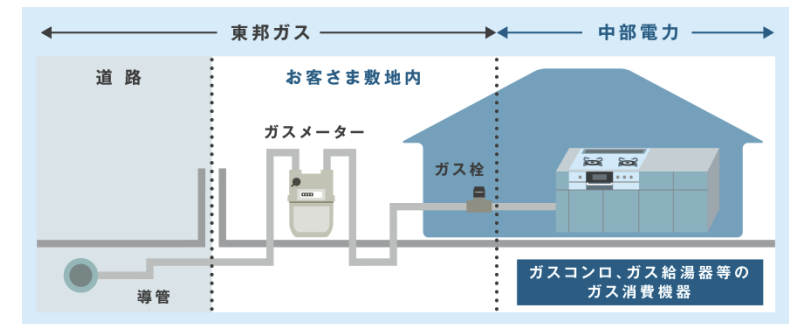 東邦ガス
中部電力
道路
お客さま敷地内
ガスメーター
ガス栓
導管
ガスコンロ、ガス給湯器等の
ガス消費機器